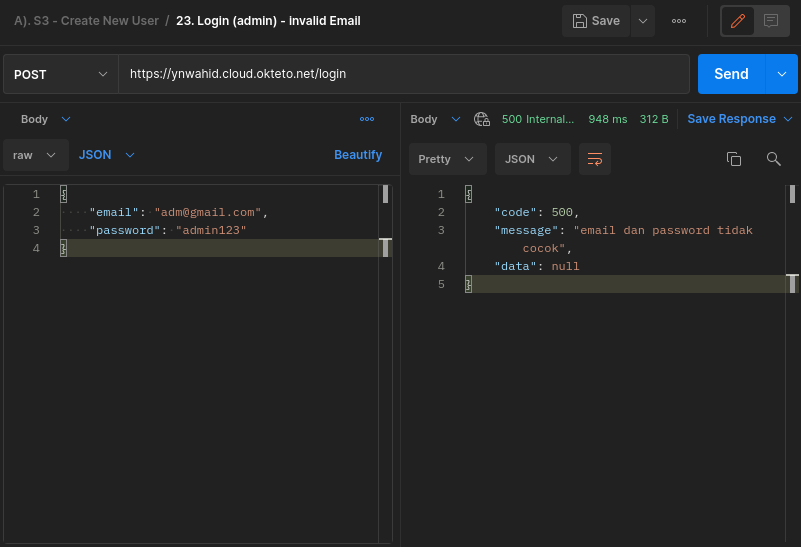 A). S3 - Create New User / 23. Login (admin) - invalid Email
Save
POST
https://ynwahid.cloud.okteto.net/login
Send
Body
raw
JSON
Beautify
1 {
2 "email": "adm@gmail.com",
3 "password": "admin123"
4 }
Body
500 Internal...
948 ms
312 B
Save Response
Pretty
JSON
1 {
2 "code": 500,
3 "message": "email dan password tidak
cocok",
4 "data": null
5 }